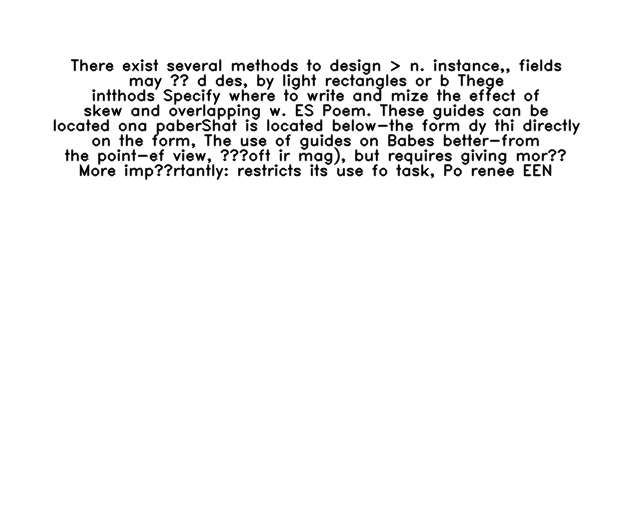 There exist several methods to design > n. instance,, fields
may ?? d des, by light rectangles or b Thege
intthods Specify where to write and mize the effect of
skew and overlapping w. ES Poem. These guides can be
located ona paberShat is located below-the form dy thi directly
on the form, The use of guides on Babes better-from
the point-ef view, ???oft ir mag), but requires giving mor??
More imp??rtantly: restricts its use fo task, Po renee EEN